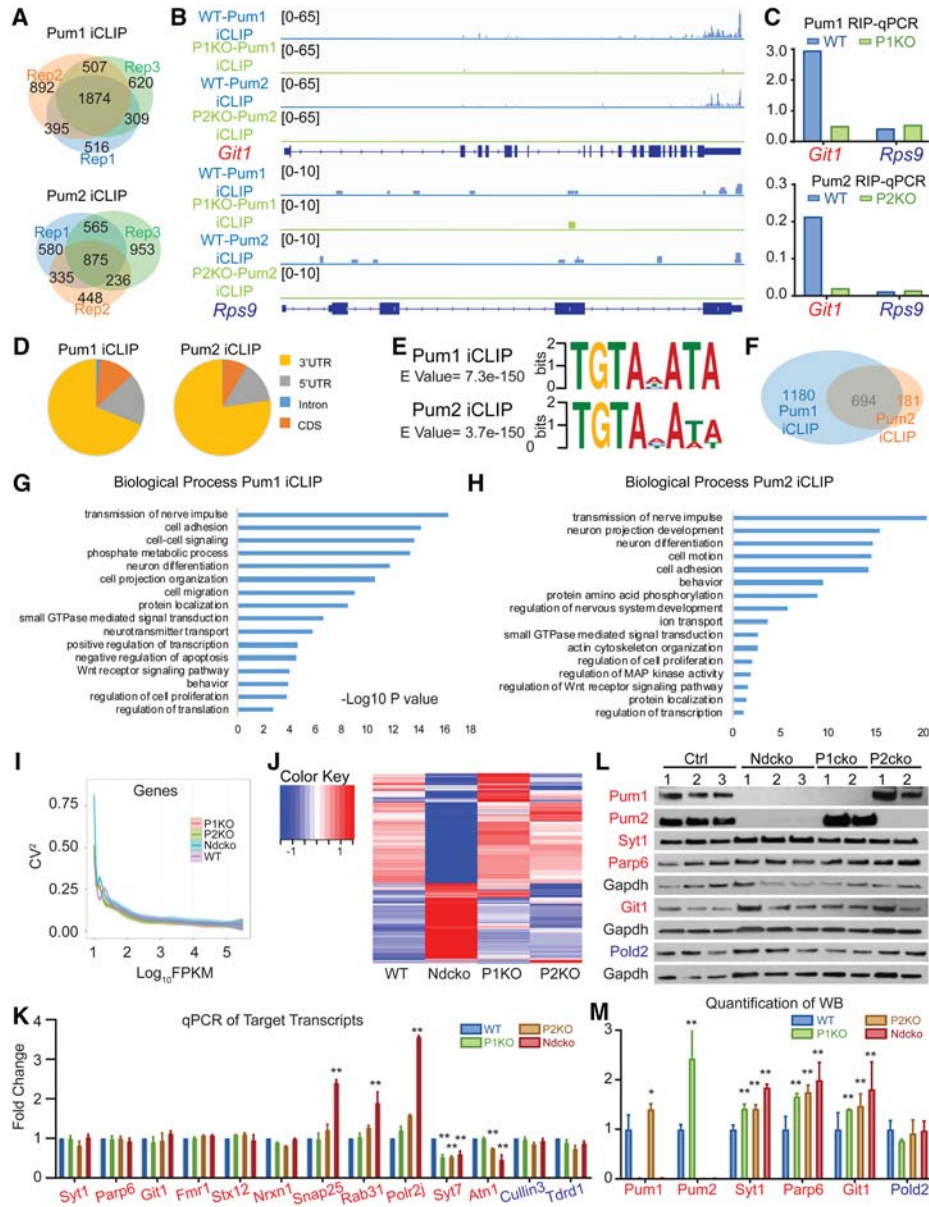 A
Pum1 iCLIP
Rep2
892
507
Rep3
620
1874
395
309
516
Rep1
Pum2 iCLIP
Rep1
580
565
Rep3
953
875
335
236
448
Rep2
B
WT-Pum1 iCLIP [0-65]
P1KO-Pum1 iCLIP [0-65]
WT-Pum2 iCLIP [0-65]
P2KO-Pum2 iCLIP [0-65]
Git1
WT-Pum1 iCLIP [0-10]
P1KO-Pum1 iCLIP [0-10]
WT-Pum2 iCLIP [0-10]
P2KO-Pum2 iCLIP [0-10]
Rps9
C
Pum1 RIP-qPCR
WT P1KO
3.0
2.0
1.0
0.0
Git1 Rps9
Pum2 RIP-qPCR
WT P2KO
0.3
0.2
0.1
0.0
Git1 Rps9
D
Pum1 iCLIP Pum2 iCLIP
3'UTR
5'UTR
Intron
CDS
E
Pum1 iCLIP
E Value= 7.3e-150
2
bits
0
TGTAAATA
Pum2 iCLIP
E Value= 3.7e-150
2
bits
0
TGTAAATA
F
1180
Pum1
iCLIP
694
181
Pum2
iCLIP
G
Biological Process Pum1 iCLIP
transmission of nerve impulse
cell adhesion
cell-cell signaling
phosphate metabolic process
neuron differentiation
cell projection organization
cell migration
protein localization
small GTPase mediated signal transduction
neurotransmitter transport
positive regulation of transcription
negative regulation of apoptosis
Wnt receptor signaling pathway
behavior
regulation of cell proliferation
regulation of translation
-Log10 P value
0 2 4 6 8 10 12 14 16 18
H
Biological Process Pum2 iCLIP
transmission of nerve impulse
neuron projection development
neuron differentiation
cell motion
cell adhesion
behavior
protein amino acid phosphorylation
regulation of nervous system development
ion transport
small GTPase mediated signal transduction
actin cytoskeleton organization
regulation of cell proliferation
regulation of MAP kinase activity
regulation of Wnt receptor signaling pathway
protein localization
regulation of transcription
0 5 10 15 20
I
Genes
P1KO
P2KO
Ndcko
WT
CV²
0.75
0.50
0.25
0.00
1 2 3 4 5
Log₁₀FPKM
J
Color Key
-1 1
WT Ndcko P1KO P2KO
L
Ctrl Ndcko P1cko P2cko
1 2 3 1 2 3 1 2 1 2
Pum1
Pum2
Syt1
Parp6
Gapdh
Git1
Gapdh
Pold2
Gapdh
K
qPCR of Target Transcripts
WT P2KO
P1KO Ndcko
Fold Change
4
3
2
1
0
** ** ** ** ** ** ** **
Syt1 Parp6 Git1 Fmr1 Stx12 Nrxn1 Snap25 Rab31 Polr2j Syt7 Atn1 Cullin3 Tdrd1
M
Quantification of WB
WT P2KO
P1KO Ndcko
3
2
1
0
* ** ** ** ** ** ** ** ** ** **
Pum1 Pum2 Syt1 Parp6 Git1 Pold2